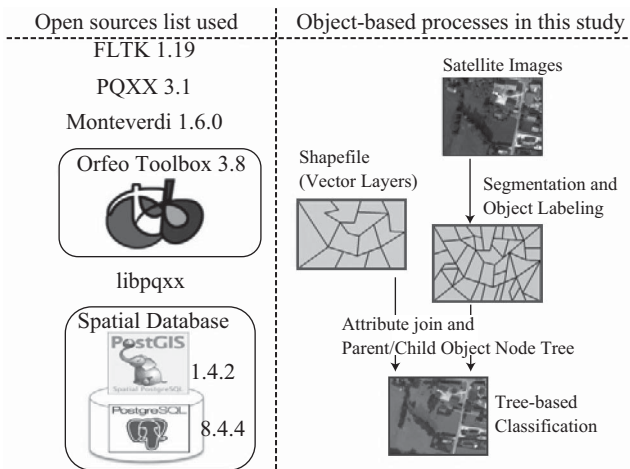 Open sources list used
FLTK 1.19
PQXX 3.1
Monteverdi 1.6.0
Orfeo Toolbox 3.8
libpqxx
Spatial Database
PostGIS
Spatial PostgreSQL
1.4.2
PostgreSQL
8.4.4
Object-based processes in this study
Satellite Images
Shapefile
(Vector Layers)
Segmentation and
Object Labeling
Attribute join and
Parent/Child Object Node Tree
Tree-based
Classification